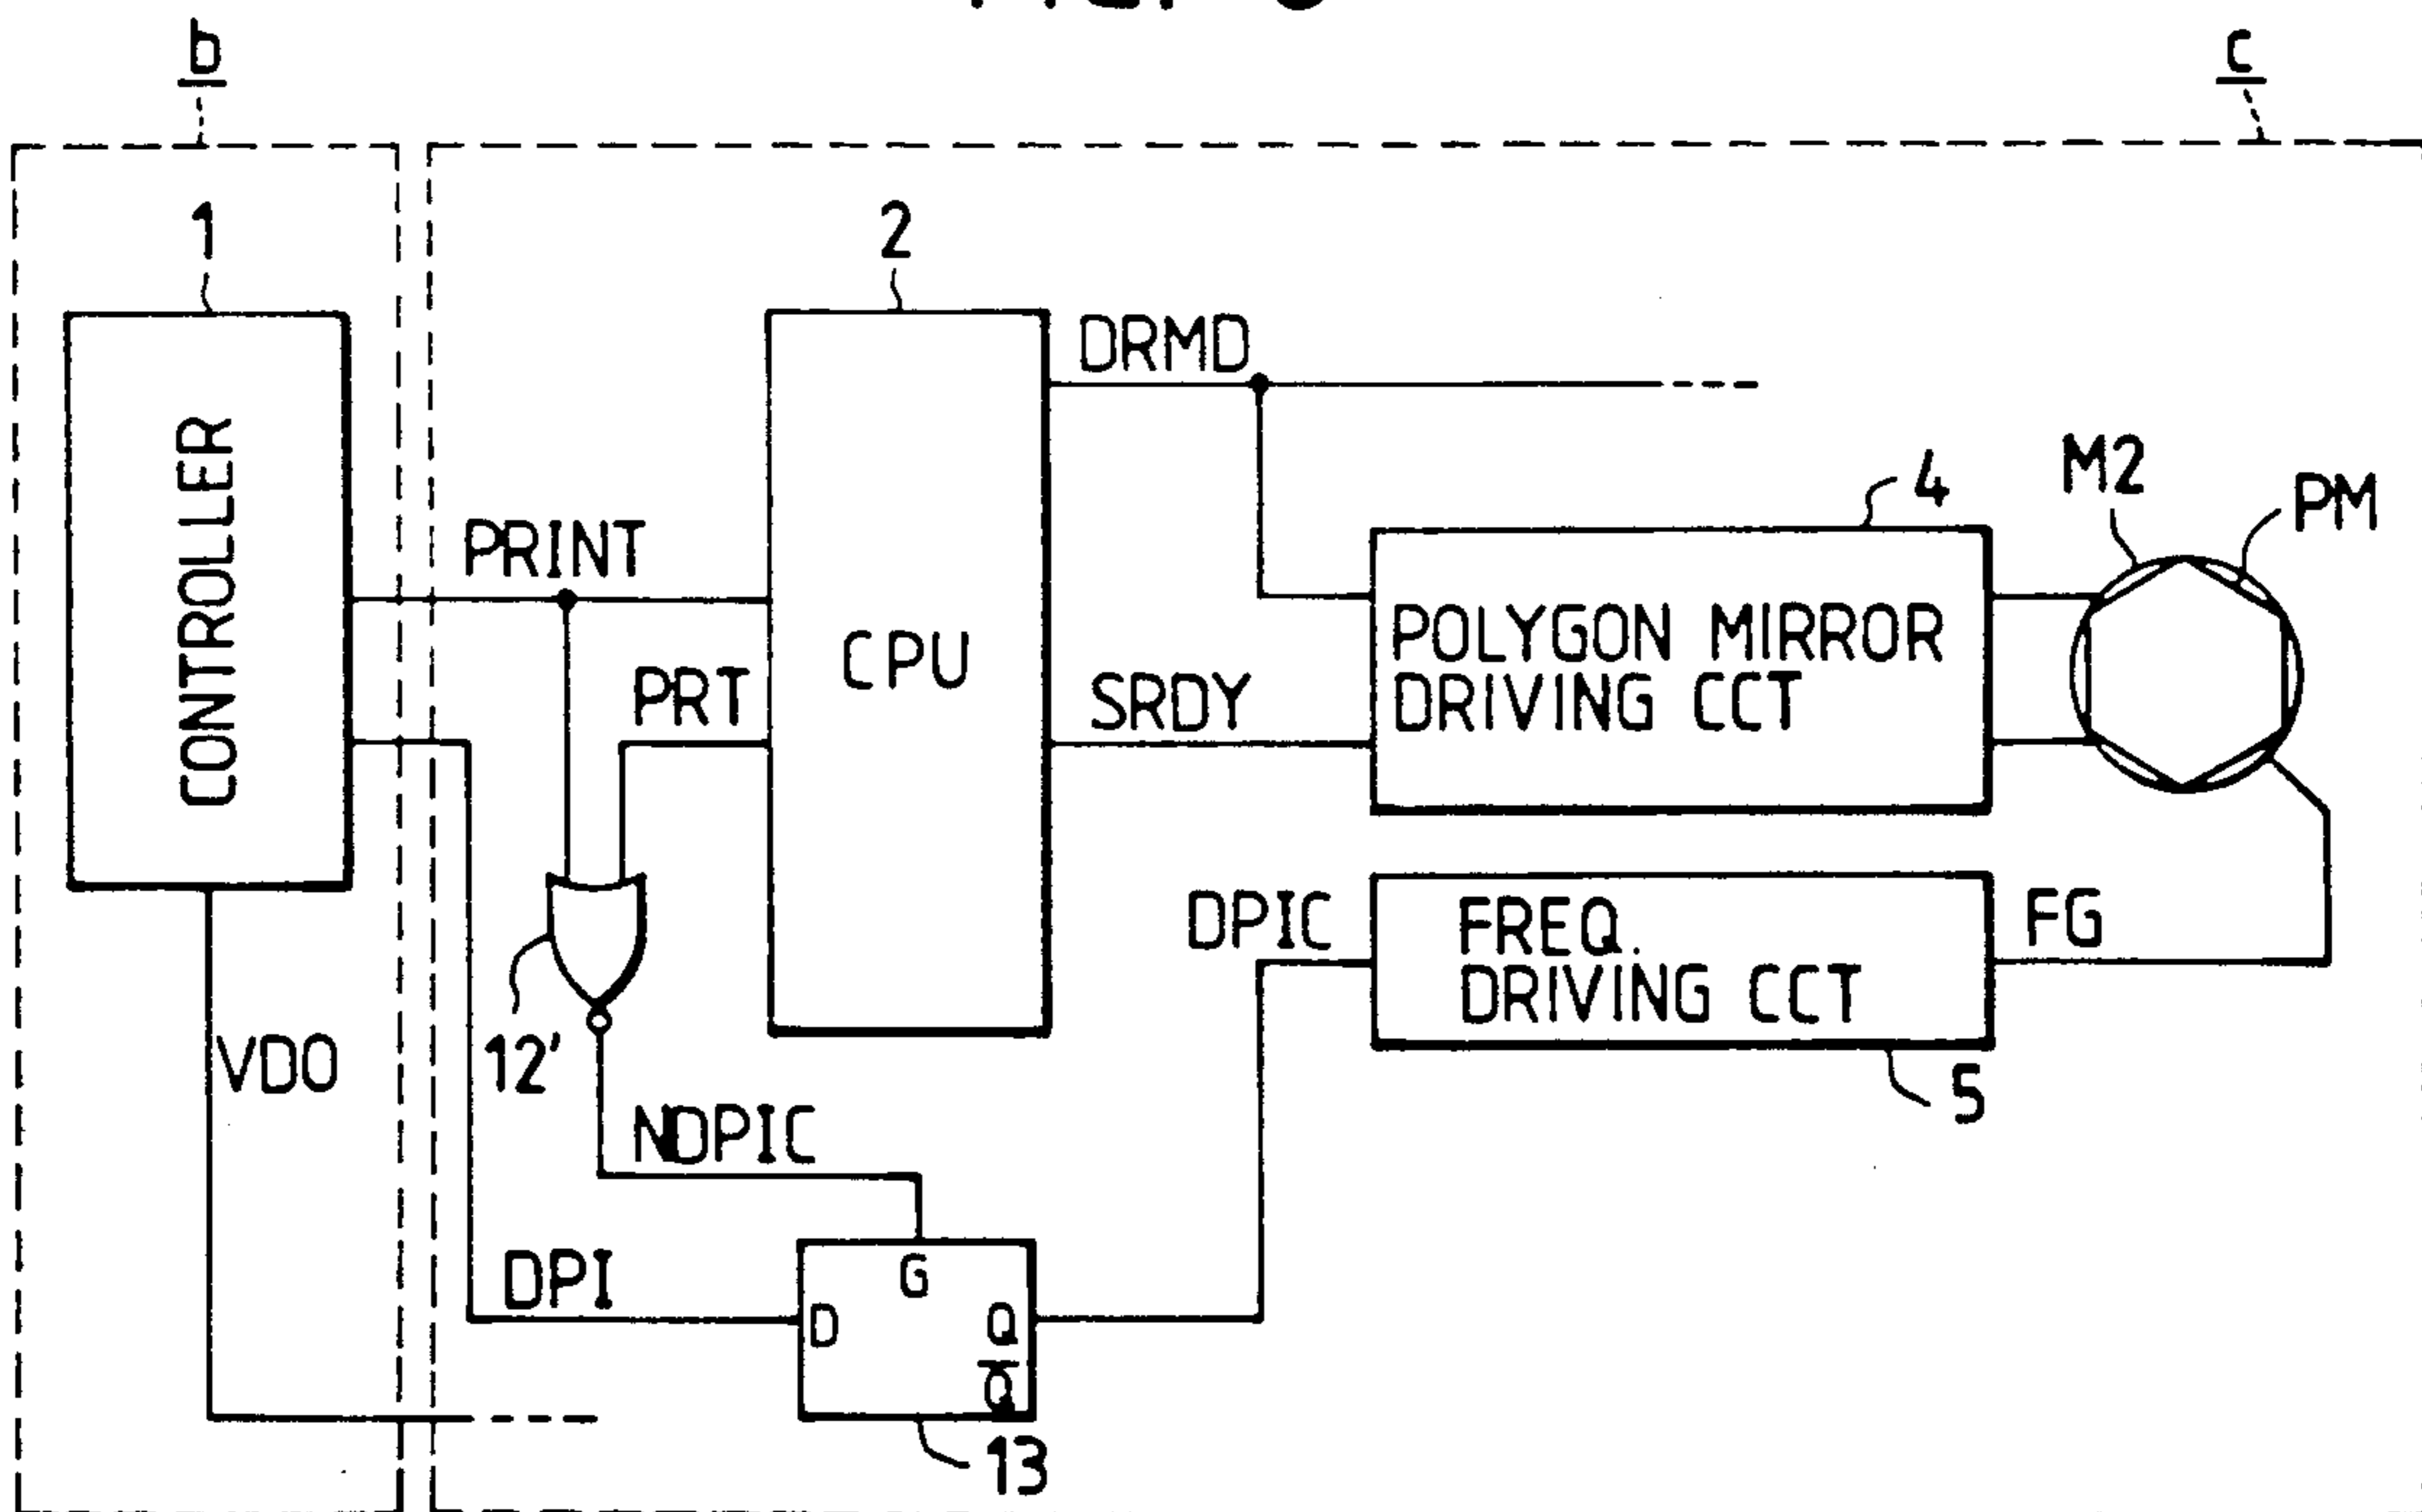 b
c
1
2
DRMD
CONTROLLER
PRINT
CPU
PRT
SRDY
4
M2
PM
POLYGON MIRROR
DRIVING CCT
DPIC
FREQ.
DRIVING CCT
FG
5
12'
VDO
NDPIC
DPI
G
D
Q
Q̅
13